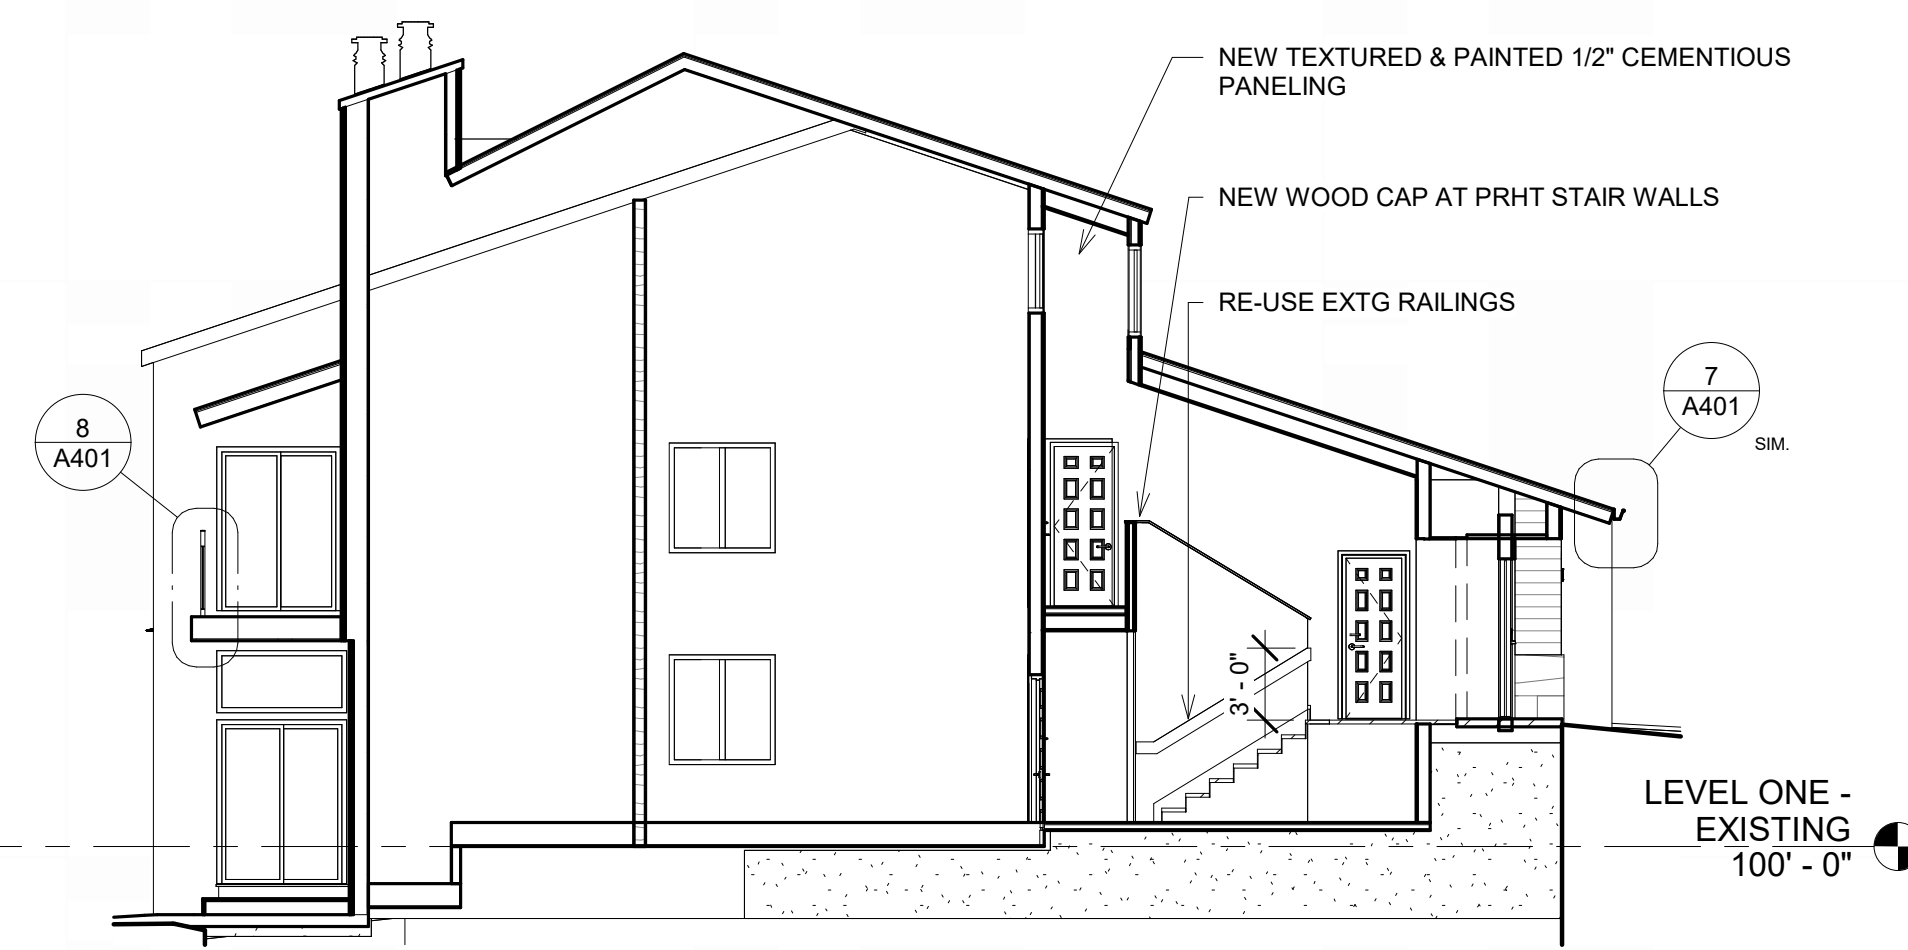 NEW TEXTURED & PAINTED 1/2" CEMENTIOUS
PANELING
NEW WOOD CAP AT PRHT STAIR WALLS
RE-USE EXTG RAILINGS
7
A401
SIM.
8
A401
3' - 0"
LEVEL ONE -
EXISTING
100' - 0"